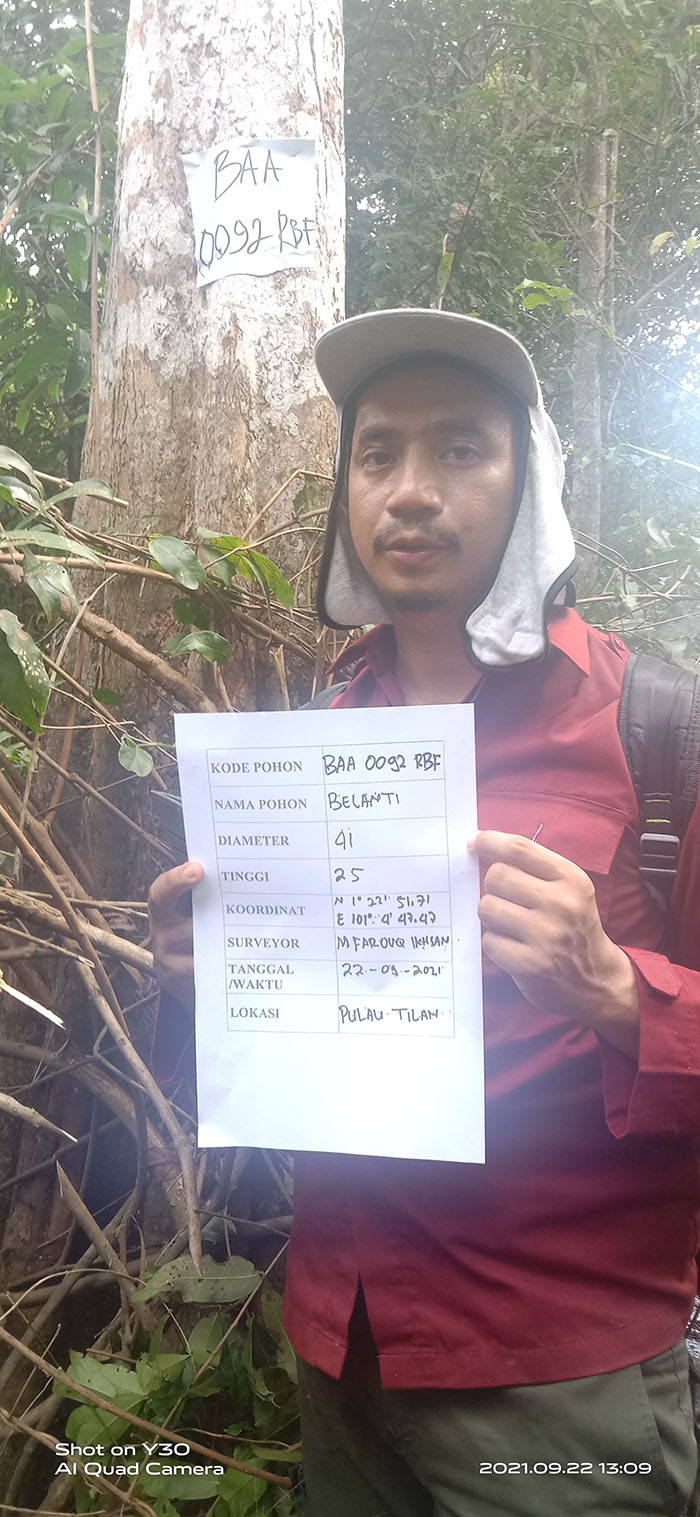 BAA
0092 RBF
KODE POHON BAA 0092 RBF
NAMA POHON BELANTI
DIAMETER 41
TINGGI 25
KOORDINAT N 1° 22' 51.71
E 101° 4' 47.47
SURVEYOR M FAROUQ IKHSAN
TANGGAL /WAKTU 22-09-2021
LOKASI PULAU TILAN
Shot on Y30
AI Quad Camera
2021.09.22 13:09